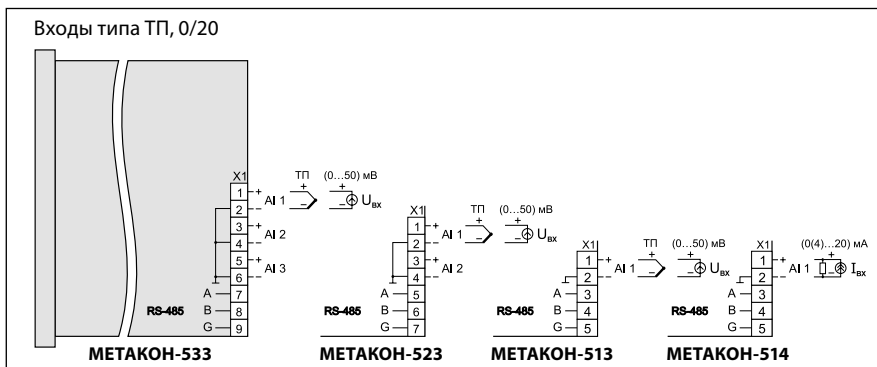 Входы типа ТП, 0/20
X1
1 + AI 1 ТП + – (0...50) мВ + – Uвх
2 –
3 + AI 2
4 –
5 + AI 3
6 –
A 7
RS-485 B 8
G 9
МЕТАКОН-533
X1
1 + AI 1 ТП + – (0...50) мВ + – Uвх
2 –
3 + AI 2
4 –
A 5
RS-485 B 6
G 7
МЕТАКОН-523
X1
1 + AI 1 ТП + – (0...50) мВ + – Uвх
2 –
A 3
RS-485 B 4
G 5
МЕТАКОН-513
X1
1 + AI 1 (0(4)...20) мА + – Iвх
2 –
A 3
RS-485 B 4
G 5
МЕТАКОН-514